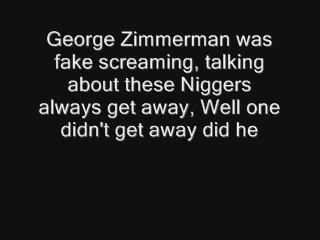 George Zimmerman was
fake screaming, talking
about these Niggers
always get away, Well one
didn't get away did he